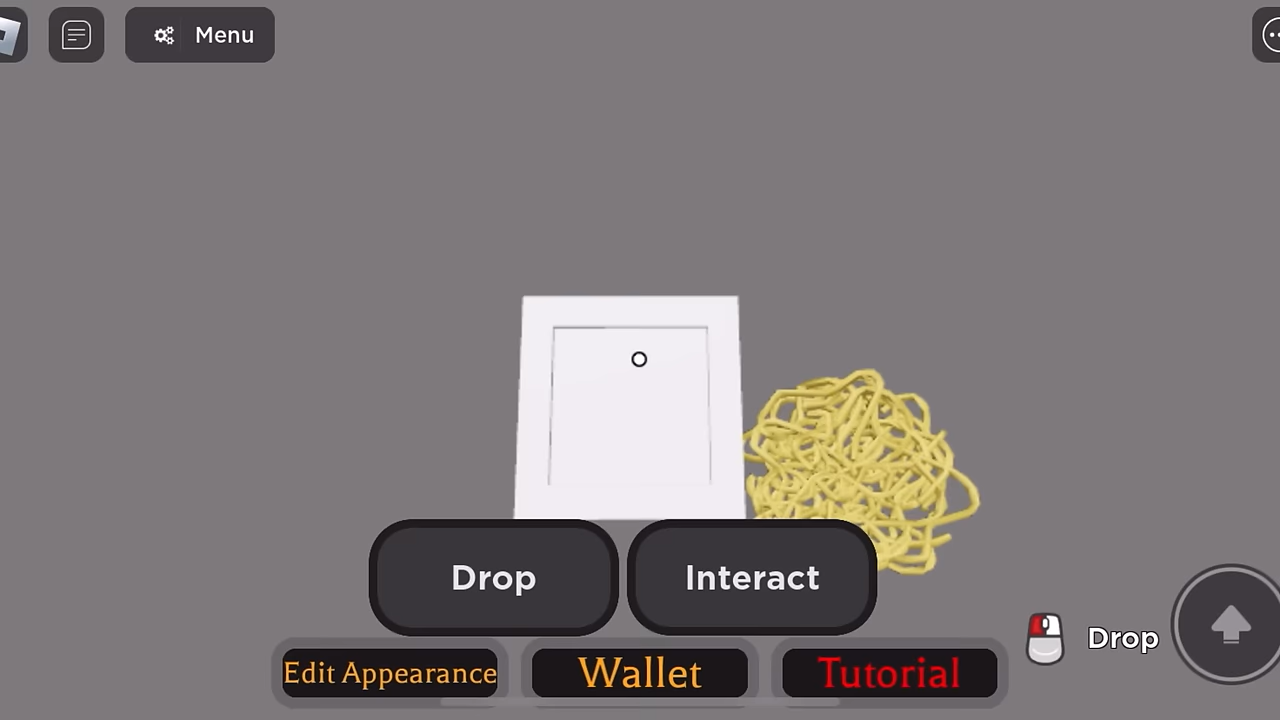 Menu
Drop
Interact
Drop
Edit Appearance
Wallet
Tutorial